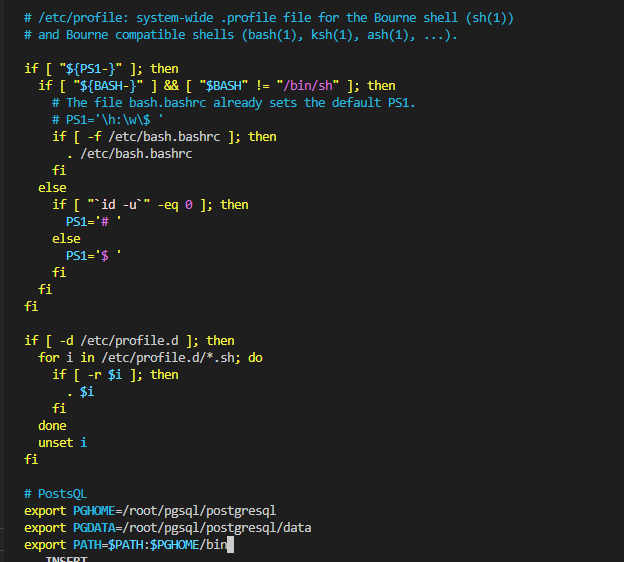 # /etc/profile: system-wide .profile file for the Bourne shell (sh(1))
# and Bourne compatible shells (bash(1), ksh(1), ash(1), ...).

if [ "${PS1-}" ]; then
  if [ "${BASH-}" ] && [ "$BASH" != "/bin/sh" ]; then
    # The file bash.bashrc already sets the default PS1.
    # PS1='\h:\w\$ '
    if [ -f /etc/bash.bashrc ]; then
      . /etc/bash.bashrc
    fi
  else
    if [ "`id -u`" -eq 0 ]; then
      PS1='# '
    else
      PS1='$ '
    fi
  fi
fi

if [ -d /etc/profile.d ]; then
  for i in /etc/profile.d/*.sh; do
    if [ -r $i ]; then
      . $i
    fi
  done
  unset i
fi

# PostsQL
export PGHOME=/root/pgsql/postgresql
export PGDATA=/root/pgsql/postgresql/data
export PATH=$PATH:$PGHOME/bin
-- INSERT